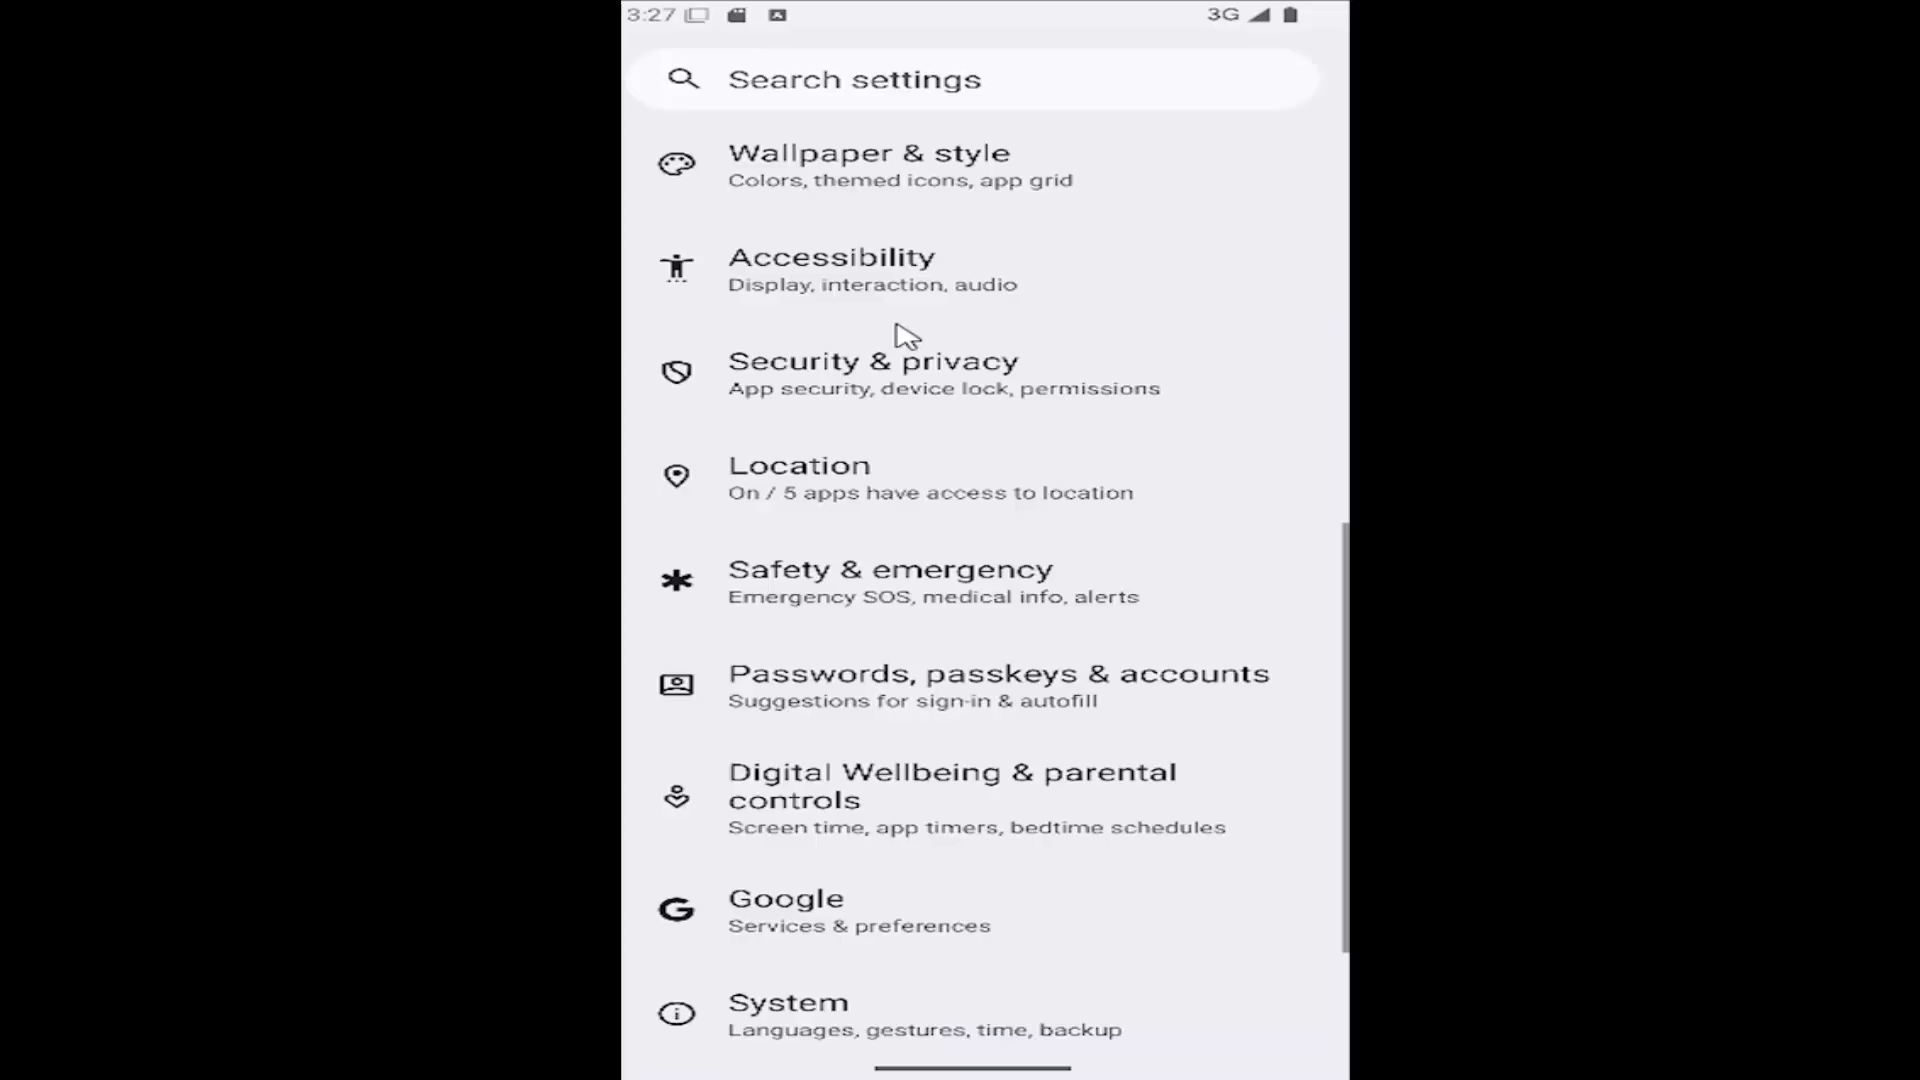 3:27
3G
Search settings
Wallpaper & style
Colors, themed icons, app grid
Accessibility
Display, interaction, audio
Security & privacy
App security, device lock, permissions
Location
On / 5 apps have access to location
Safety & emergency
Emergency SOS, medical info, alerts
Passwords, passkeys & accounts
Suggestions for sign-in & autofill
Digital Wellbeing & parental
controls
Screen time, app timers, bedtime schedules
Google
Services & preferences
System
Languages, gestures, time, backup